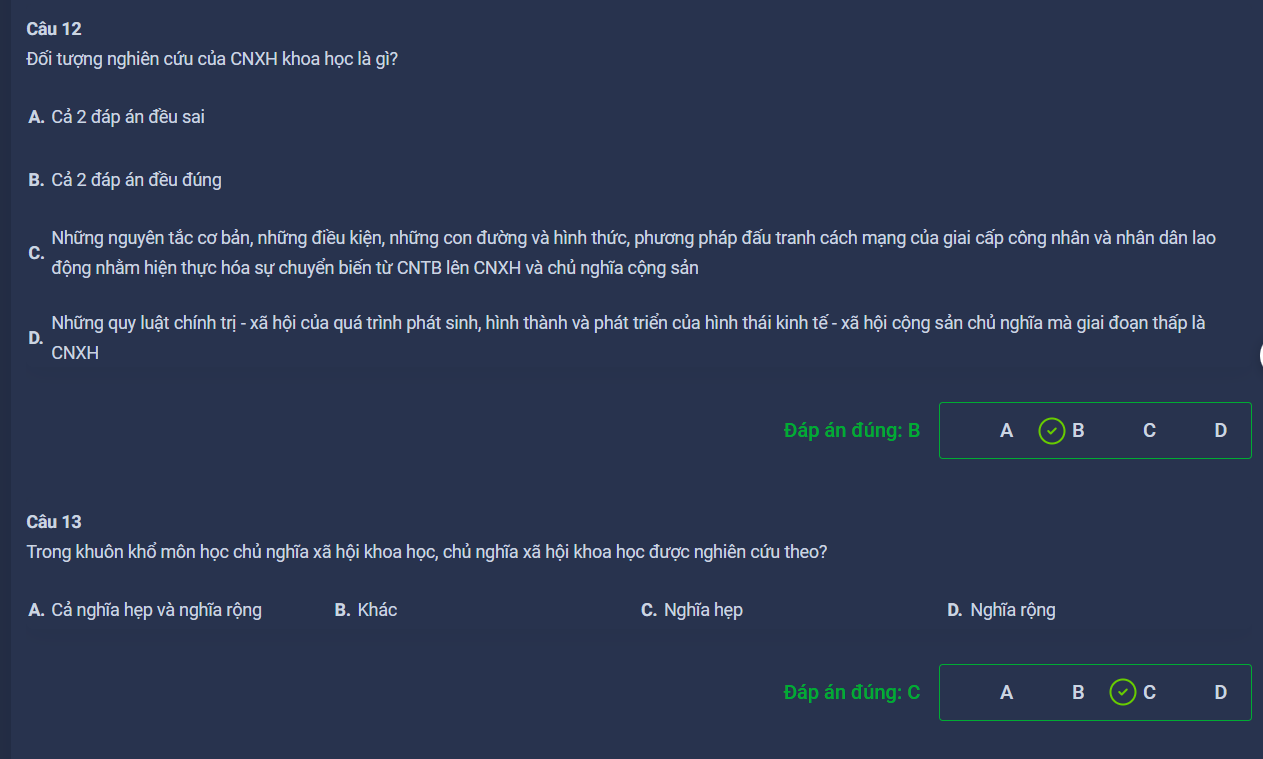 Câu 12
Đối tượng nghiên cứu của CNXH khoa học là gì?
A. Cả 2 đáp án đều sai
B. Cả 2 đáp án đều đúng
C. Những nguyên tắc cơ bản, những điều kiện, những con đường và hình thức, phương pháp đấu tranh cách mạng của giai cấp công nhân và nhân dân lao
động nhằm hiện thực hóa sự chuyển biến từ CNTB lên CNXH và chủ nghĩa cộng sản
D. Những quy luật chính trị - xã hội của quá trình phát sinh, hình thành và phát triển của hình thái kinh tế - xã hội cộng sản chủ nghĩa mà giai đoạn thấp là
CNXH
Đáp án đúng: B A B C D
Câu 13
Trong khuôn khổ môn học chủ nghĩa xã hội khoa học, chủ nghĩa xã hội khoa học được nghiên cứu theo?
A. Cả nghĩa hẹp và nghĩa rộng B. Khác C. Nghĩa hẹp D. Nghĩa rộng
Đáp án đúng: C A B C D